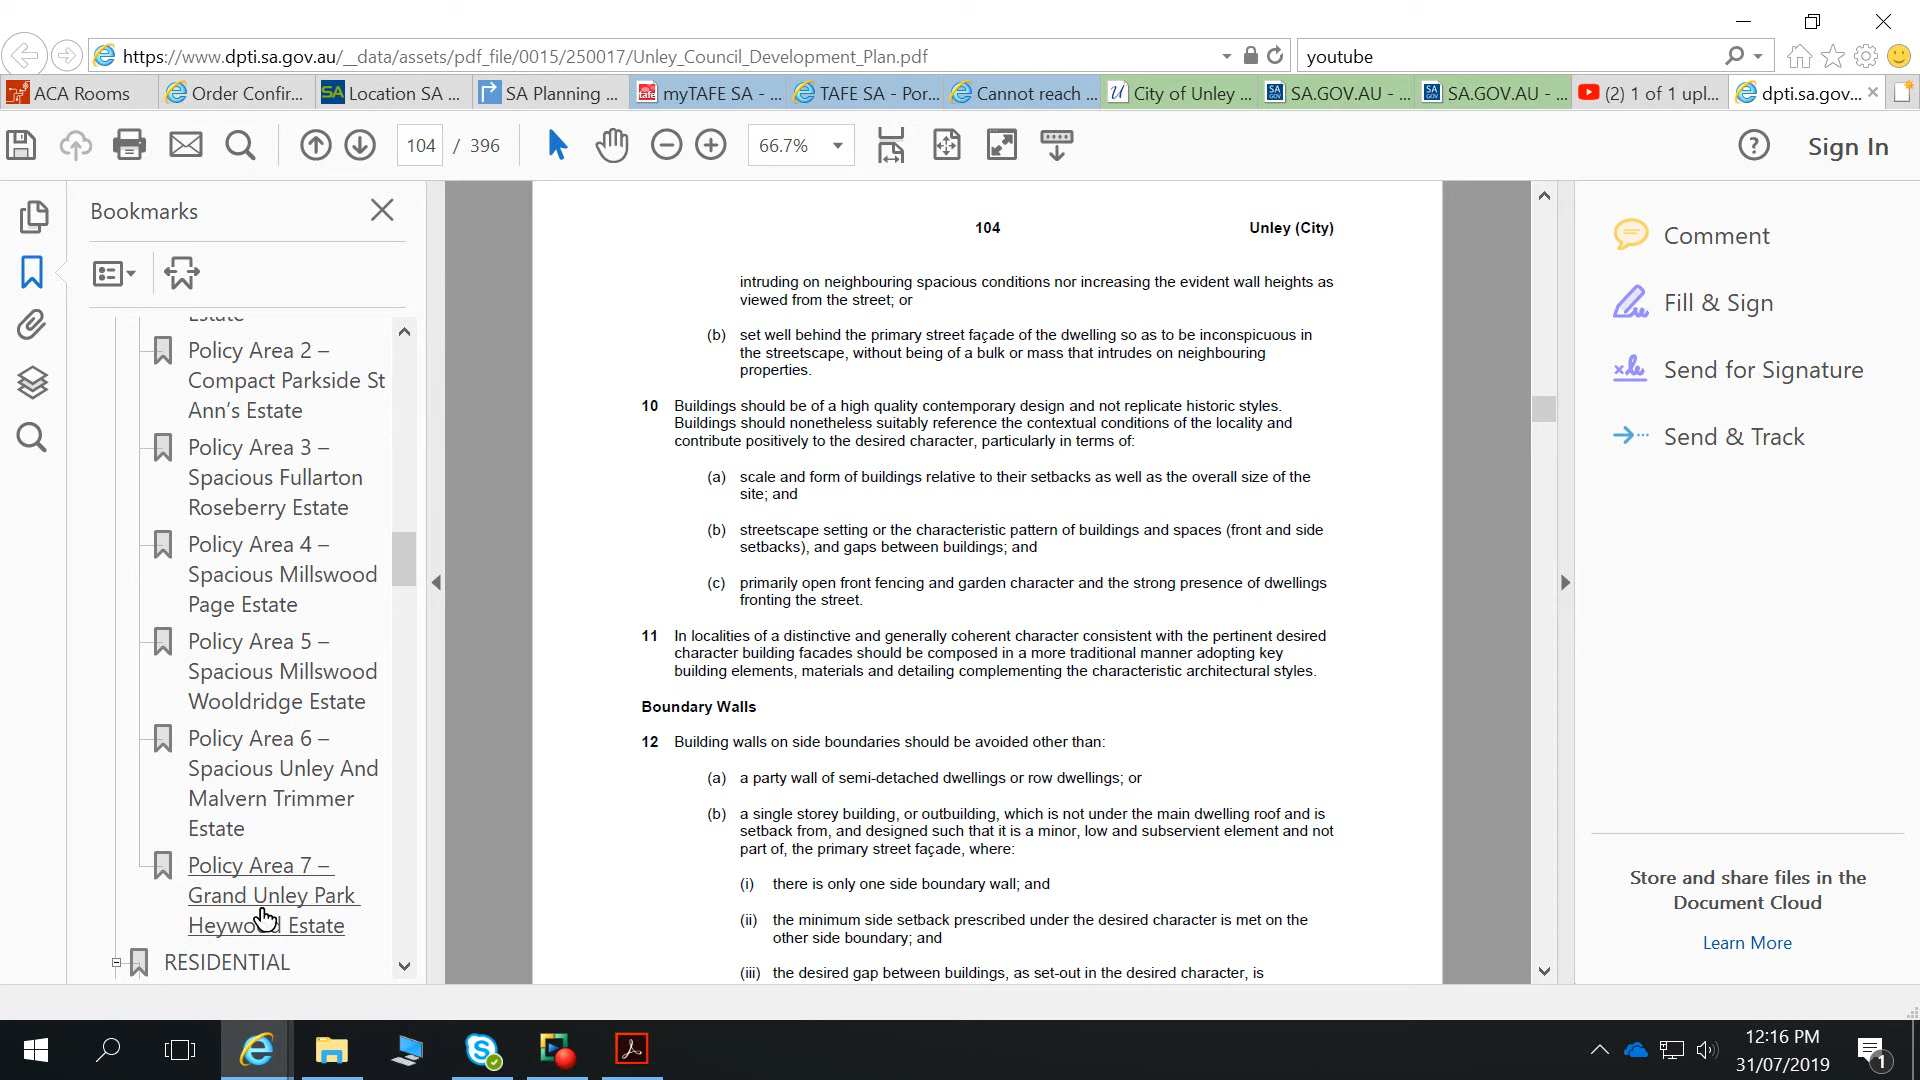 https://www.dpti.sa.gov.au/__data/assets/pdf_file/0015/250017/Unley_Council_Development_Plan.pdf
youtube
ACA Rooms
Order Confir...
Location SA ...
SA Planning ...
myTAFE SA - ...
TAFE SA - Por...
Cannot reach ...
City of Unley ...
SA.GOV.AU - ...
SA.GOV.AU - ...
(2) 1 of 1 upl...
dpti.sa.gov...
104 / 396
66.7%
Sign In
Bookmarks
Estate
Policy Area 2 –
Compact Parkside St
Ann’s Estate
Policy Area 3 –
Spacious Fullarton
Roseberry Estate
Policy Area 4 –
Spacious Millswood
Page Estate
Policy Area 5 –
Spacious Millswood
Wooldridge Estate
Policy Area 6 –
Spacious Unley And
Malvern Trimmer
Estate
Policy Area 7 –
Grand Unley Park
Heywood Estate
RESIDENTIAL
104 Unley (City)
intruding on neighbouring spacious conditions nor increasing the evident wall heights as
viewed from the street; or
(b) set well behind the primary street façade of the dwelling so as to be inconspicuous in
the streetscape, without being of a bulk or mass that intrudes on neighbouring
properties.
10 Buildings should be of a high quality contemporary design and not replicate historic styles.
Buildings should nonetheless suitably reference the contextual conditions of the locality and
contribute positively to the desired character, particularly in terms of:
(a) scale and form of buildings relative to their setbacks as well as the overall size of the
site; and
(b) streetscape setting or the characteristic pattern of buildings and spaces (front and side
setbacks), and gaps between buildings; and
(c) primarily open front fencing and garden character and the strong presence of dwellings
fronting the street.
11 In localities of a distinctive and generally coherent character consistent with the pertinent desired
character building facades should be composed in a more traditional manner adopting key
building elements, materials and detailing complementing the characteristic architectural styles.
Boundary Walls
12 Building walls on side boundaries should be avoided other than:
(a) a party wall of semi-detached dwellings or row dwellings; or
(b) a single storey building, or outbuilding, which is not under the main dwelling roof and is
setback from, and designed such that it is a minor, low and subservient element and not
part of, the primary street façade, where:
(i) there is only one side boundary wall; and
(ii) the minimum side setback prescribed under the desired character is met on the
other side boundary; and
(iii) the desired gap between buildings, as set-out in the desired character, is
Comment
Fill & Sign
Send for Signature
Send & Track
Store and share files in the
Document Cloud
Learn More
12:16 PM
31/07/2019
1